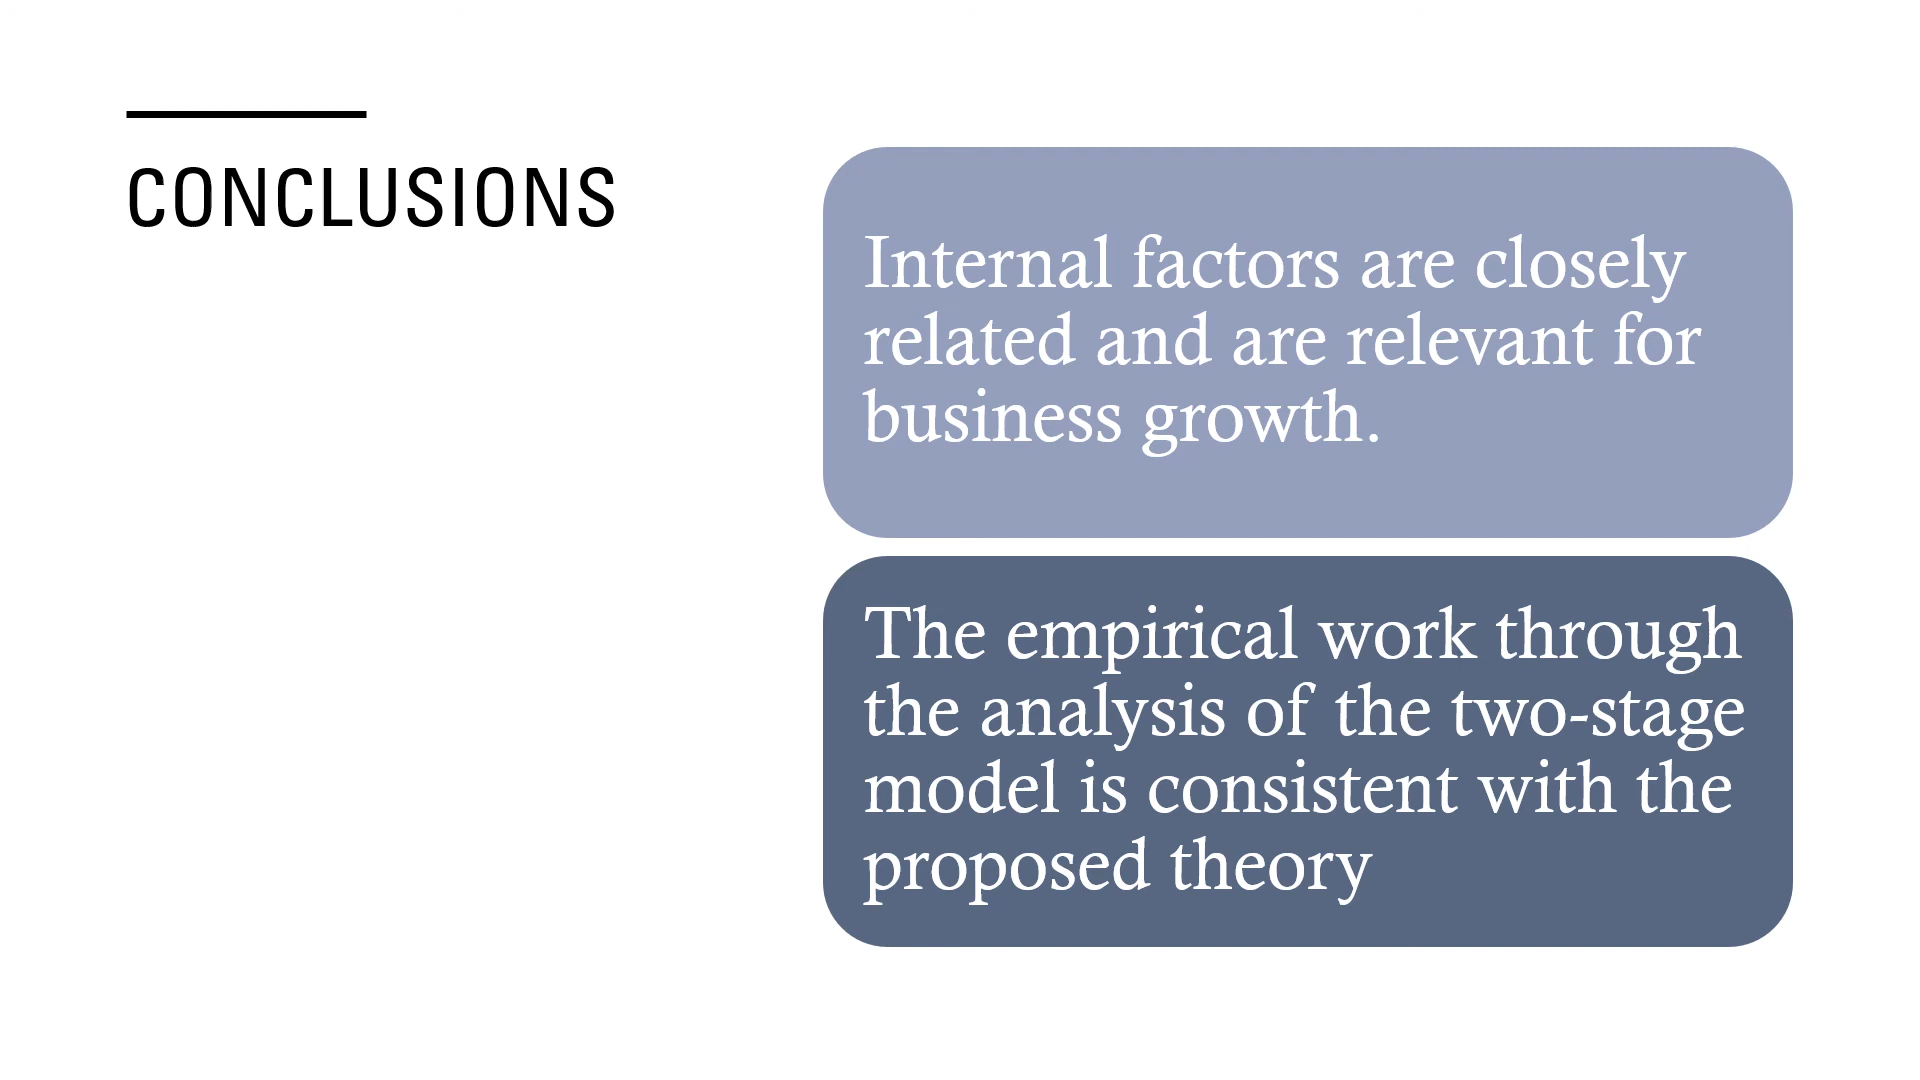 CONCLUSIONS
Internal factors are closely
related and are relevant for
business growth.
The empirical work through
the analysis of the two-stage
model is consistent with the
proposed theory